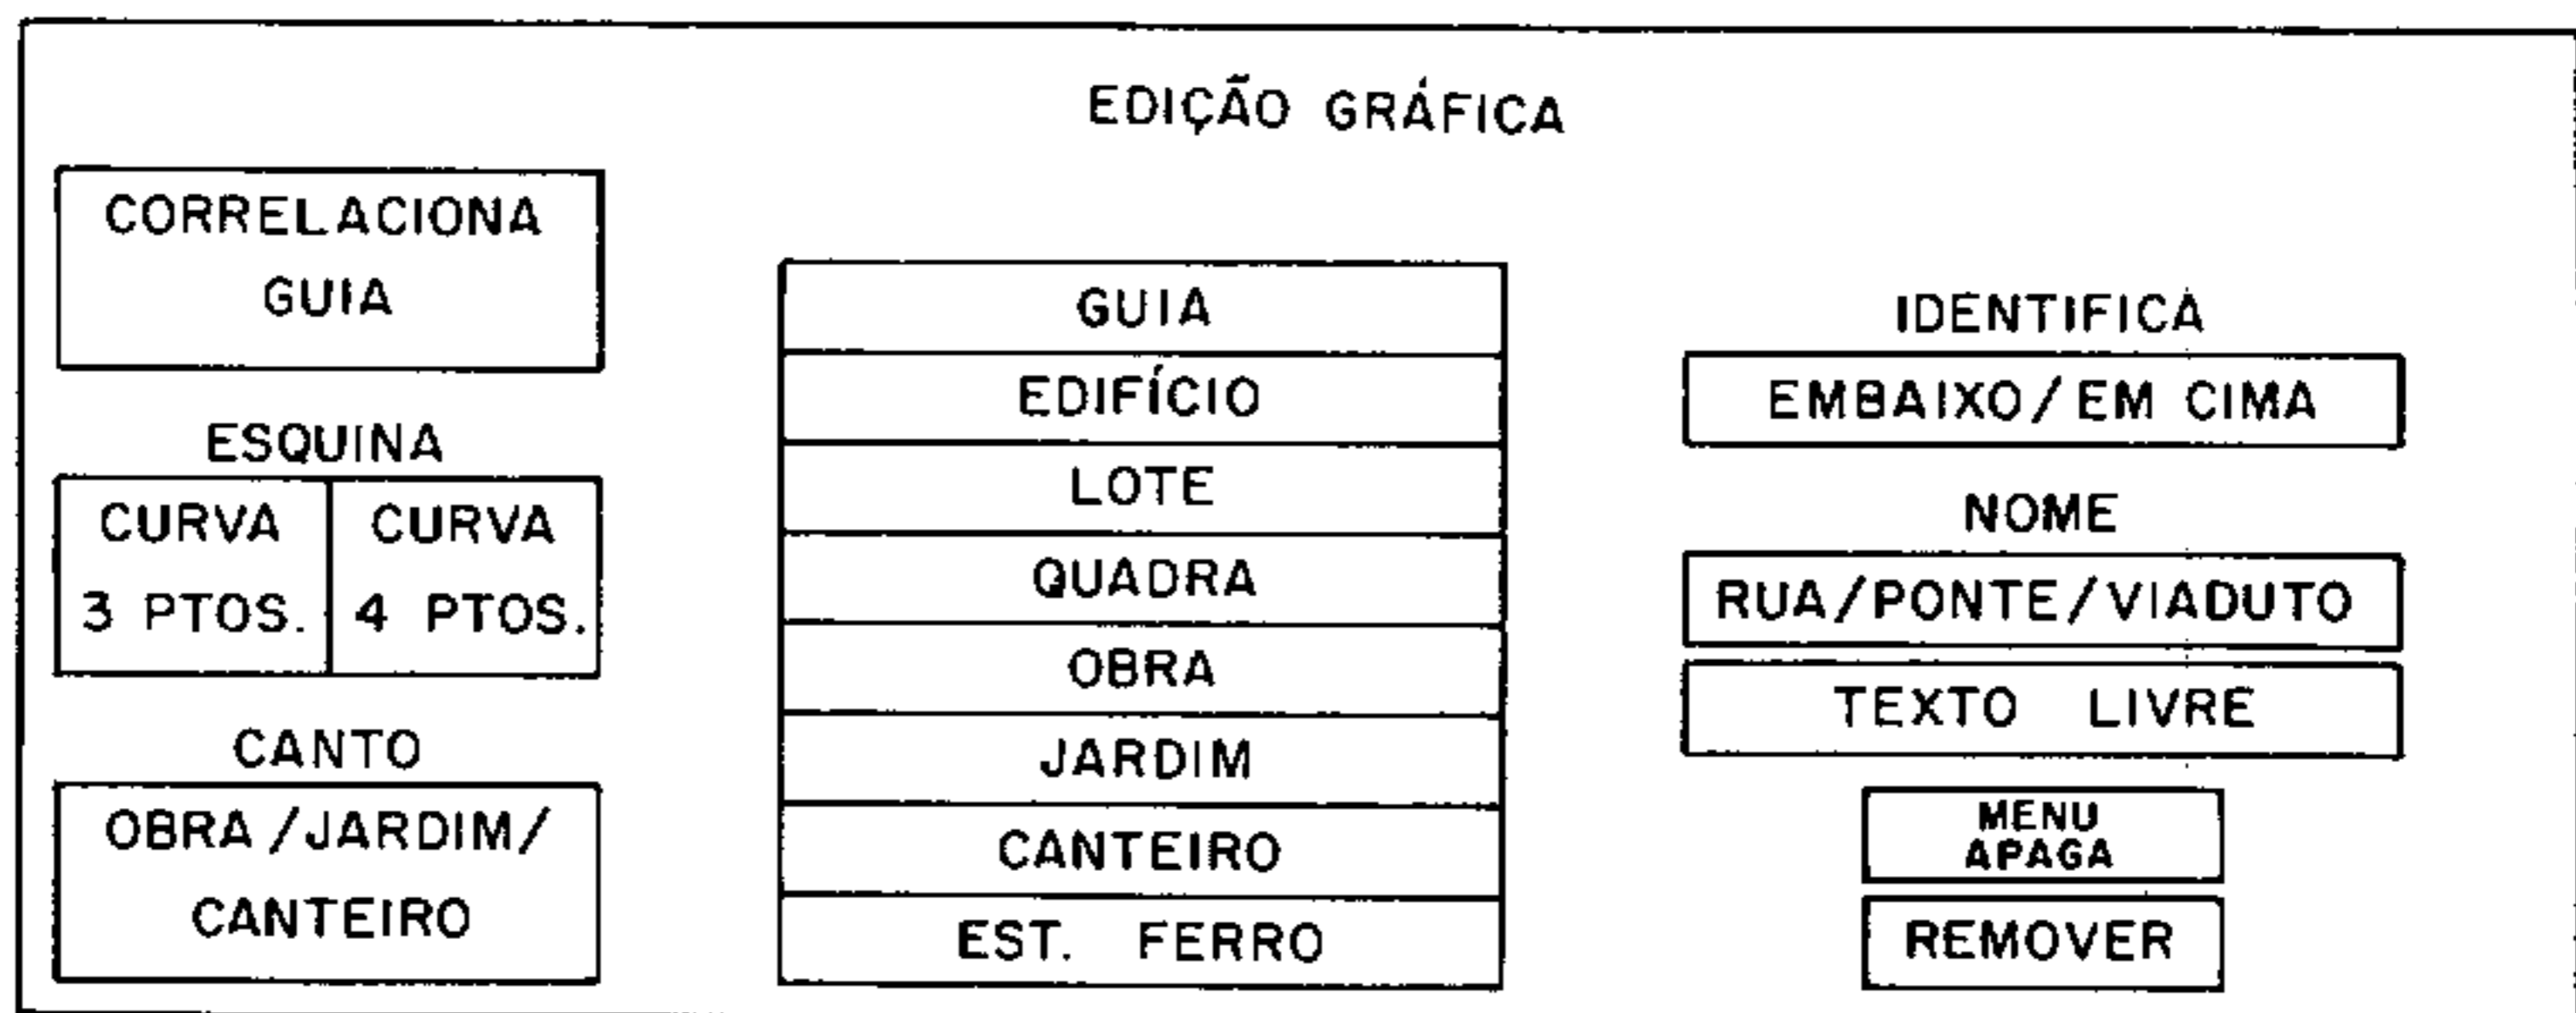 EDIÇÃO GRÁFICA
CORRELACIONA
GUIA
ESQUINA
CURVA
3 PTOS.
CURVA
4 PTOS.
CANTO
OBRA/JARDIM/
CANTEIRO
GUIA
EDIFÍCIO
LOTE
QUADRA
OBRA
JARDIM
CANTEIRO
EST. FERRO
IDENTIFICA
EMBAIXO/EM CIMA
NOME
RUA/PONTE/VIADUTO
TEXTO LIVRE
MENU
APAGA
REMOVER